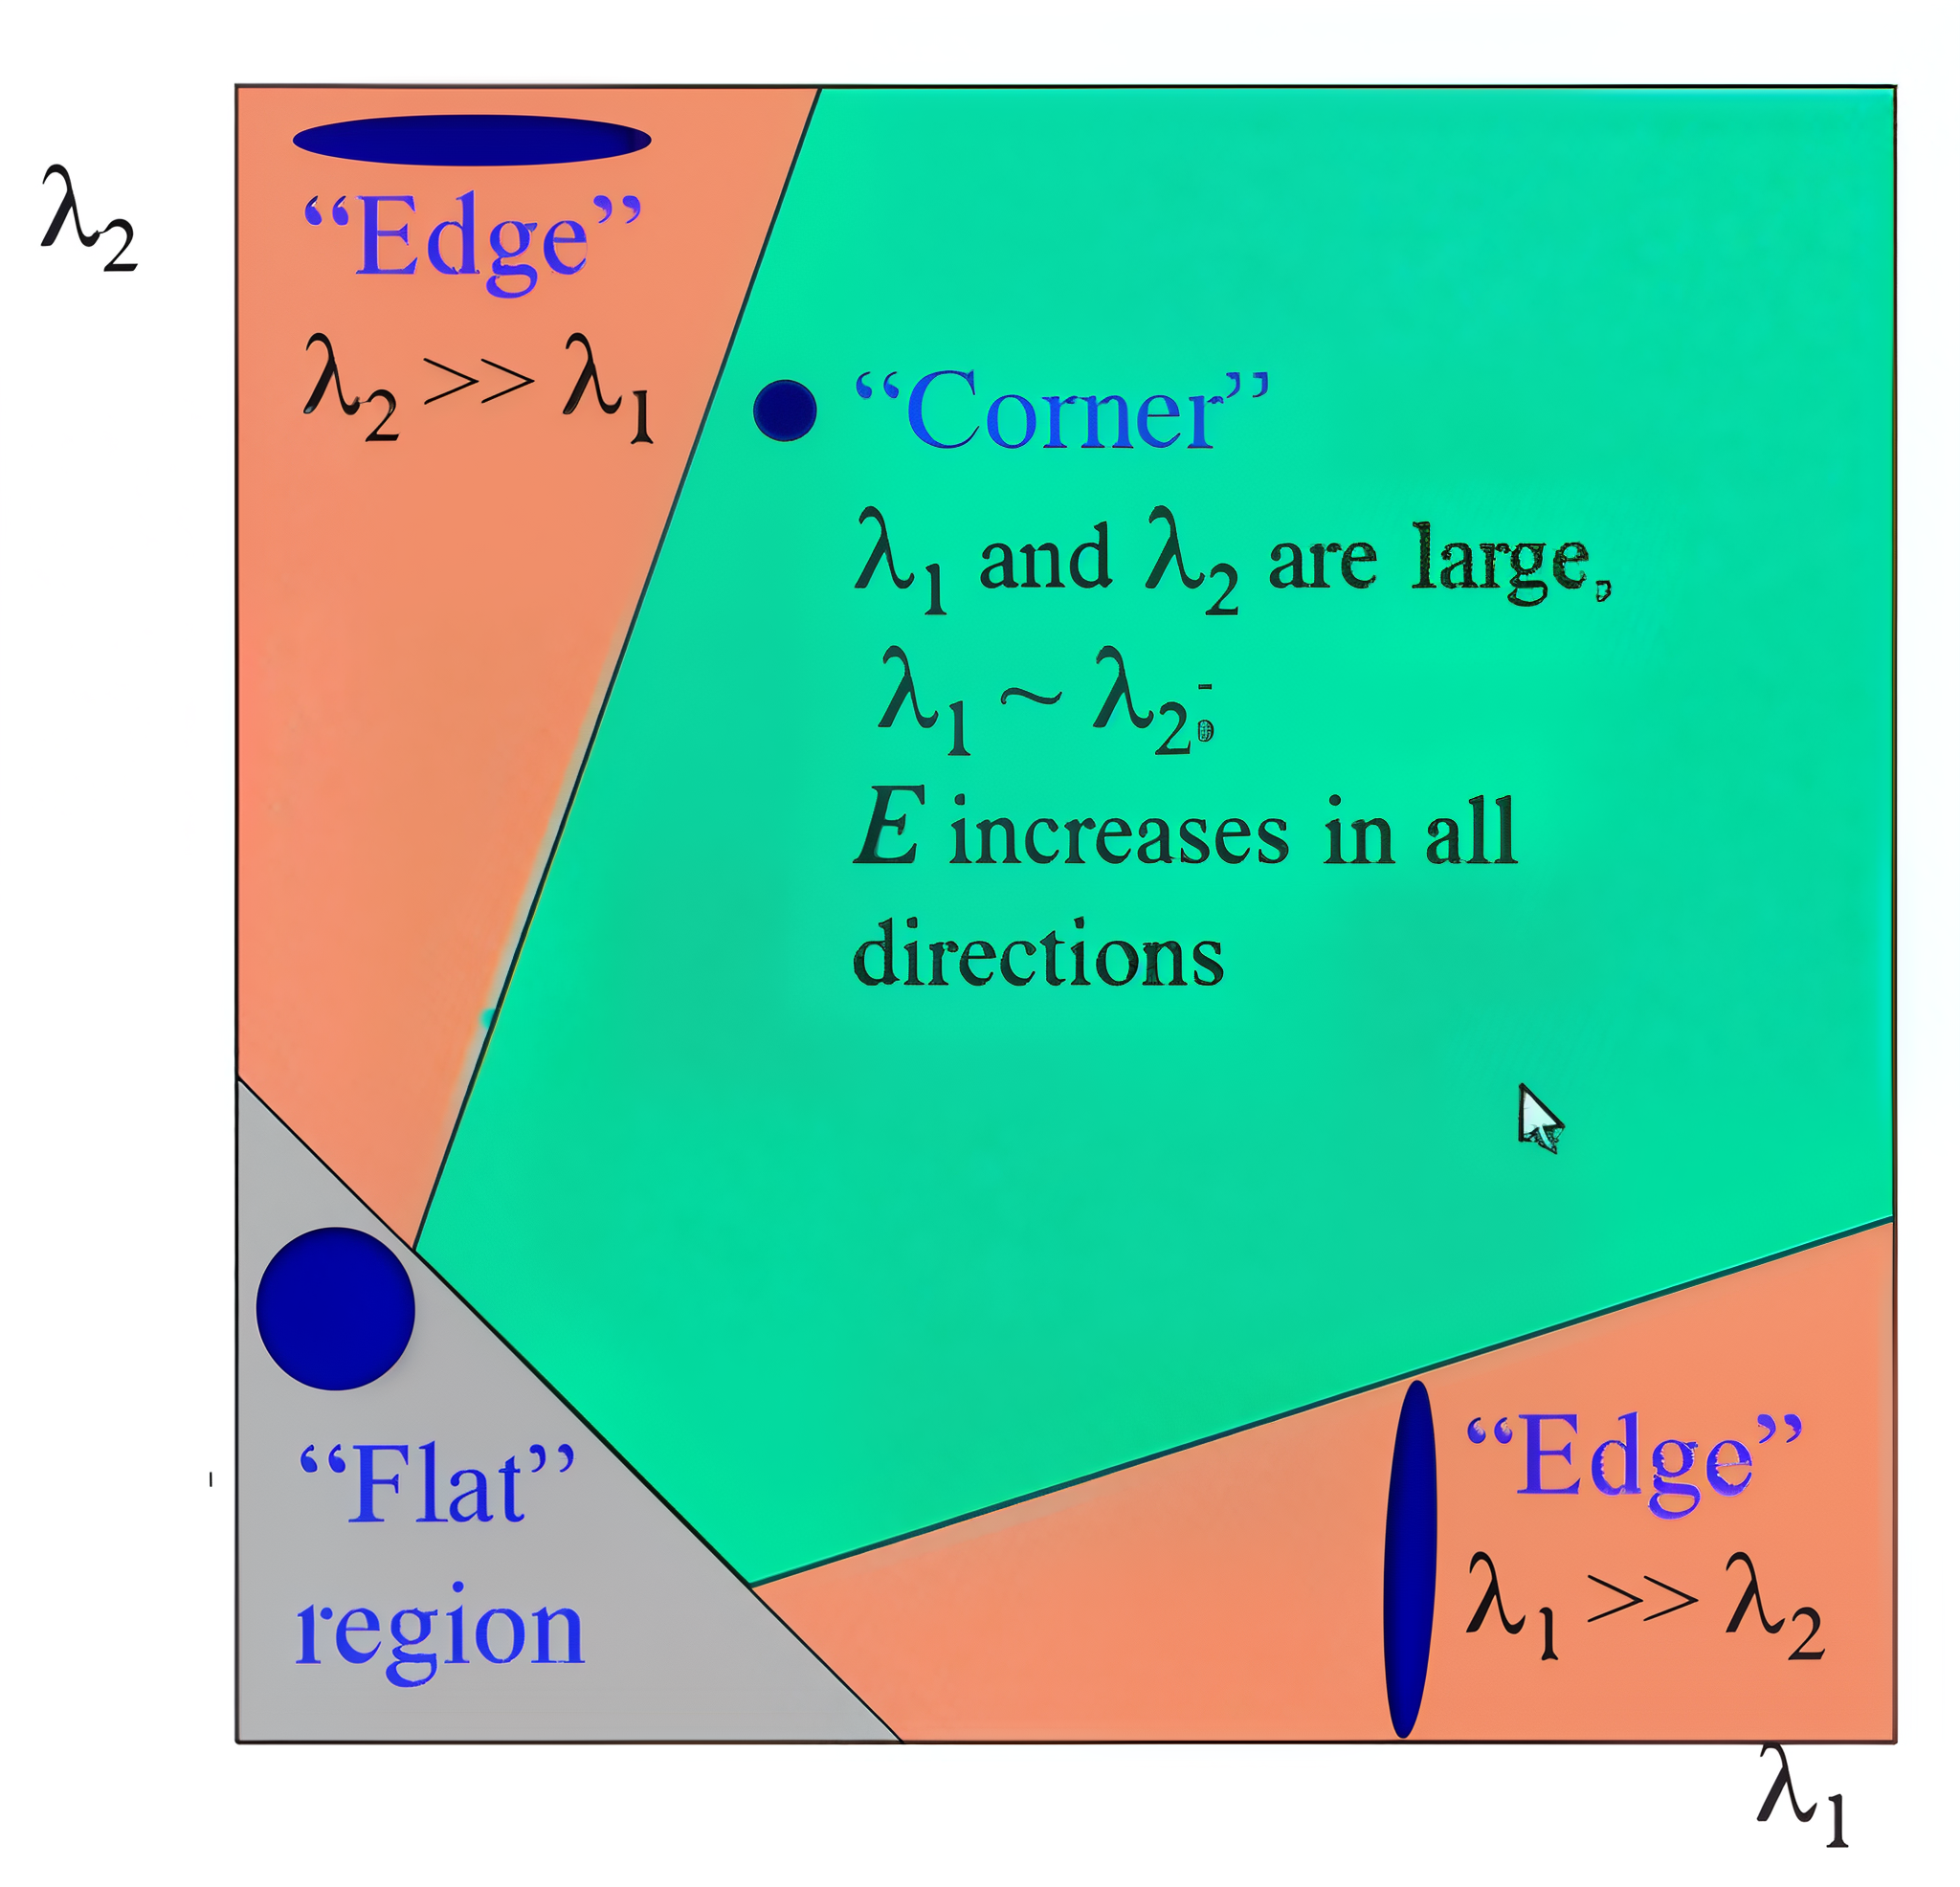 λ2
“Edge”
λ2 >> λ1
“Corner”
λ1 and λ2 are large,
λ1 ~ λ2;
E increases in all
directions
“Flat”
region
“Edge”
λ1 >> λ2
λ1